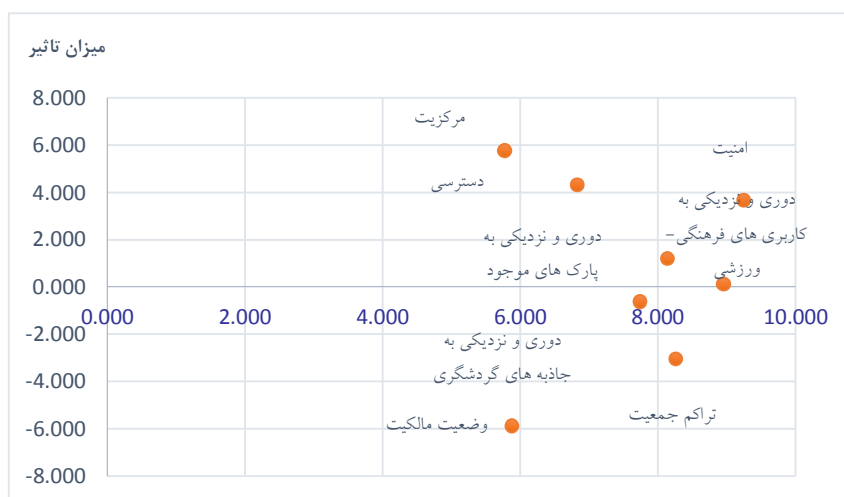 میزان تاثیر
8.000
مرکزیت
6.000
امنیت
4.000
دسترسی
دوری و نزدیکی به
2.000
دوری و نزدیکی به
کاربری های فرهنگی-
پارک های موجود
ورزشی
0.000
0.000 2.000 4.000 6.000 8.000 10.000
-2.000
دوری و نزدیکی به
جاذبه های گردشگری
-4.000
تراکم جمعیت
وضعیت مالکیت
-6.000
-8.000